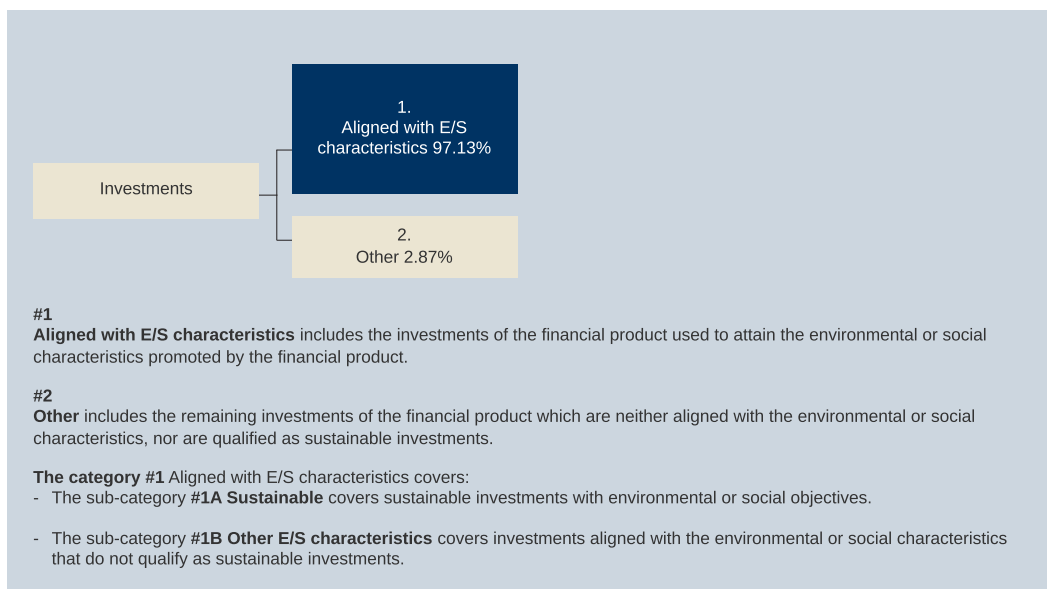 1.
Aligned with E/S
characteristics 97.13%
Investments
2.
Other 2.87%
#1
Aligned with E/S characteristics includes the investments of the financial product used to attain the environmental or social
characteristics promoted by the financial product.
#2
Other includes the remaining investments of the financial product which are neither aligned with the environmental or social
characteristics, nor are qualified as sustainable investments.
The category #1 Aligned with E/S characteristics covers:
- The sub-category #1A Sustainable covers sustainable investments with environmental or social objectives.
- The sub-category #1B Other E/S characteristics covers investments aligned with the environmental or social characteristics
that do not qualify as sustainable investments.